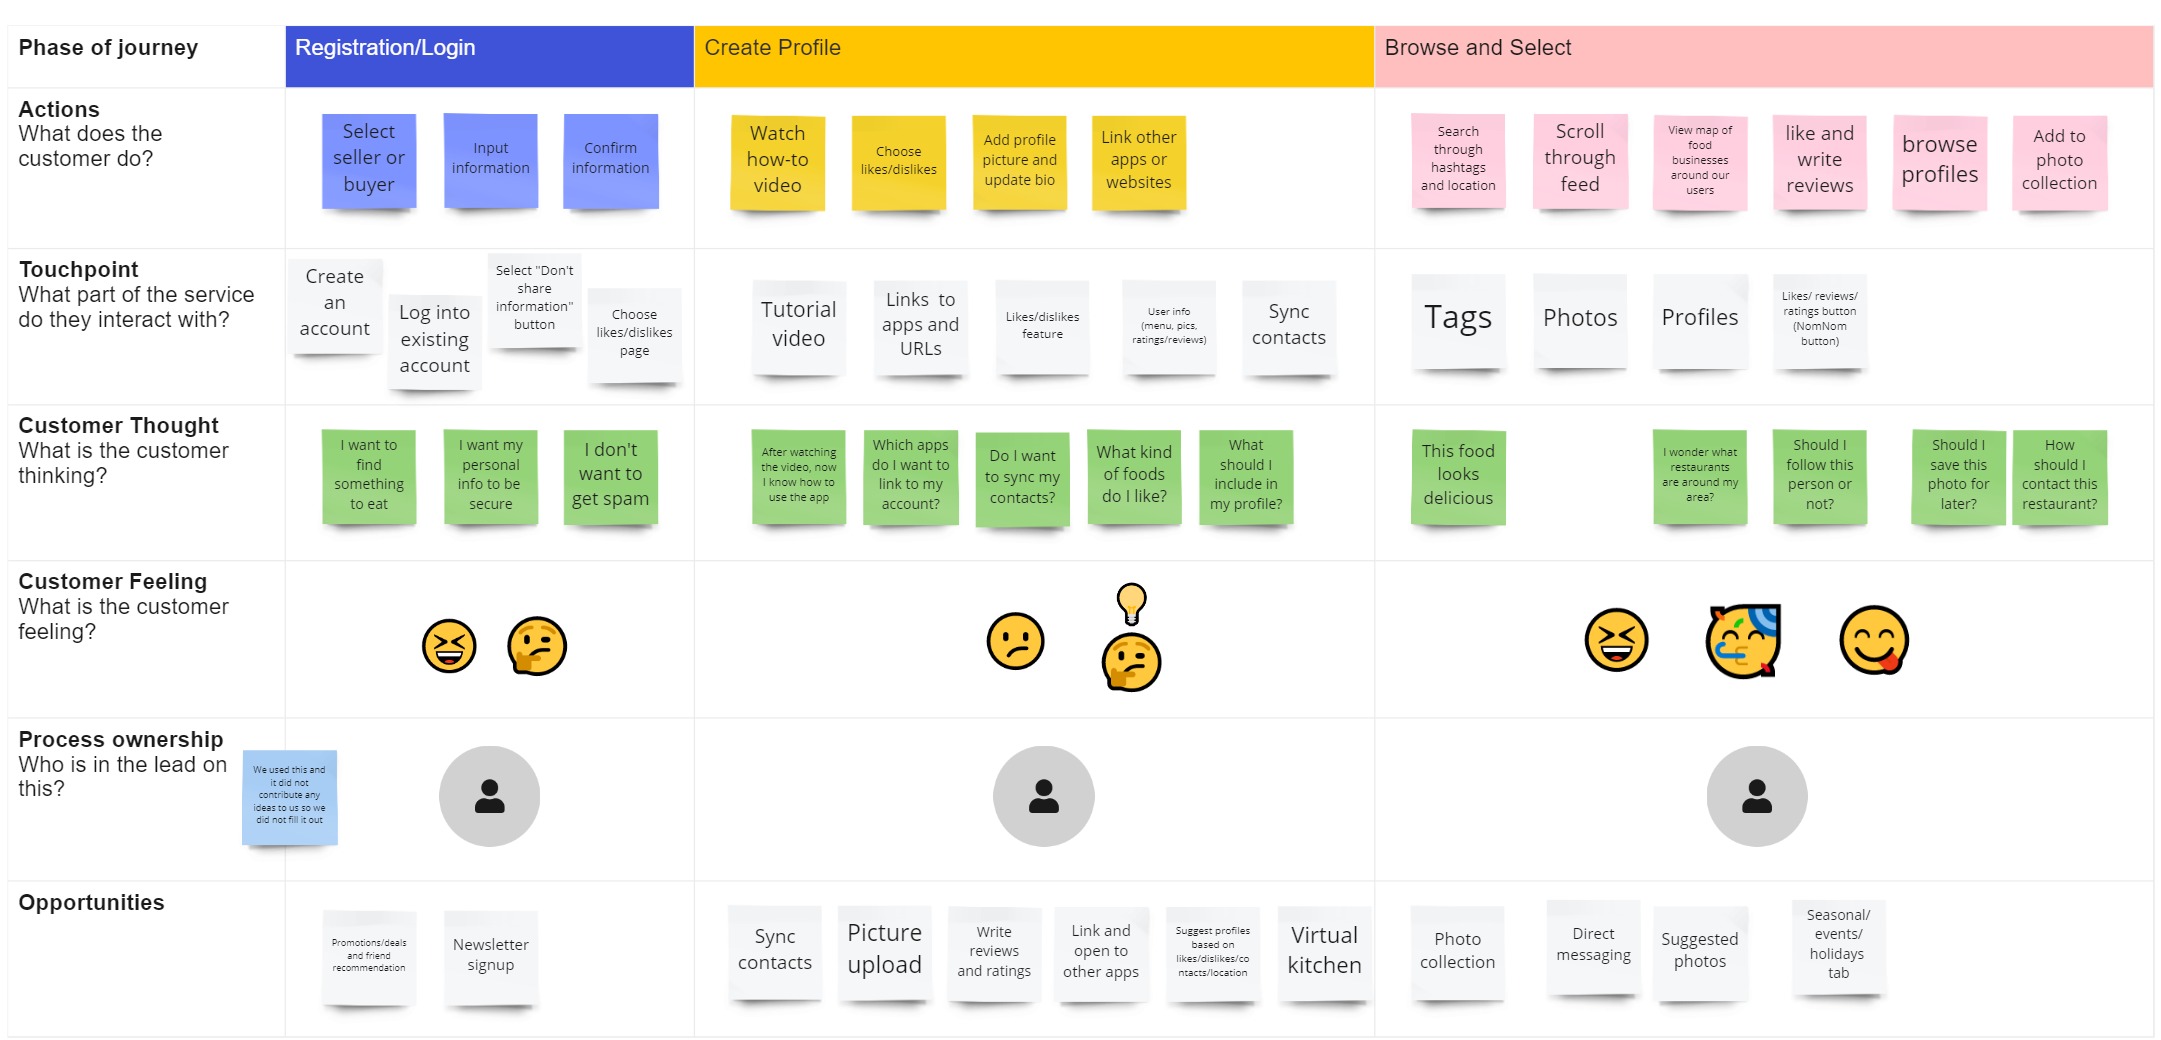 Phase of journey
Registration/Login
Create Profile
Browse and Select
Actions
What does the
customer do?
Select
seller or
buyer
Input
information
Confirm
information
Watch
how-to
video
Choose
likes/dislikes
Add profile
picture and
update bio
Link other
apps or
websites
Search
through
hashtags
and location
Scroll
through
feed
View map of
food
businesses
around our
users
like and
write
reviews
browse
profiles
Add to
photo
collection
Touchpoint
What part of the service
do they interact with?
Create
an
account
Log into
existing
account
Select "Don't
share
information"
button
Choose
likes/dislikes
page
Tutorial
video
Links to
apps and
URLs
Likes/dislikes
feature
User info
(menu, pics,
ratings/reviews)
Sync
contacts
Tags
Photos
Profiles
Likes/ reviews/
ratings button
(NomNom
button)
Customer Thought
What is the customer
thinking?
I want to
find
something
to eat
I want my
personal
info to be
secure
I don't
want to
get spam
After watching
the video, now
I know how to
use the app
Which apps
do I want to
link to my
account?
Do I want
to sync my
contacts?
What kind
of foods
do I like?
What
should I
include in
my profile?
This food
looks
delicious
I wonder what
restaurants
are around my
area?
Should I
follow this
person or
not?
Should I
save this
photo for
later?
How
should I
contact this
restaurant?
Customer Feeling
What is the customer
feeling?
Process ownership
Who is in the lead on
this?
We used this and
it did not
contribute any
ideas to us so we
did not fill it out
Opportunities
Promotions/deals
and friend
recommendation
Newsletter
signup
Sync
contacts
Picture
upload
Write
reviews
and ratings
Link and
open to
other apps
Suggest profiles
based on
likes/dislikes/co
ntacts/location
Virtual
kitchen
Photo
collection
Direct
messaging
Suggested
photos
Seasonal/
events/
holidays
tab